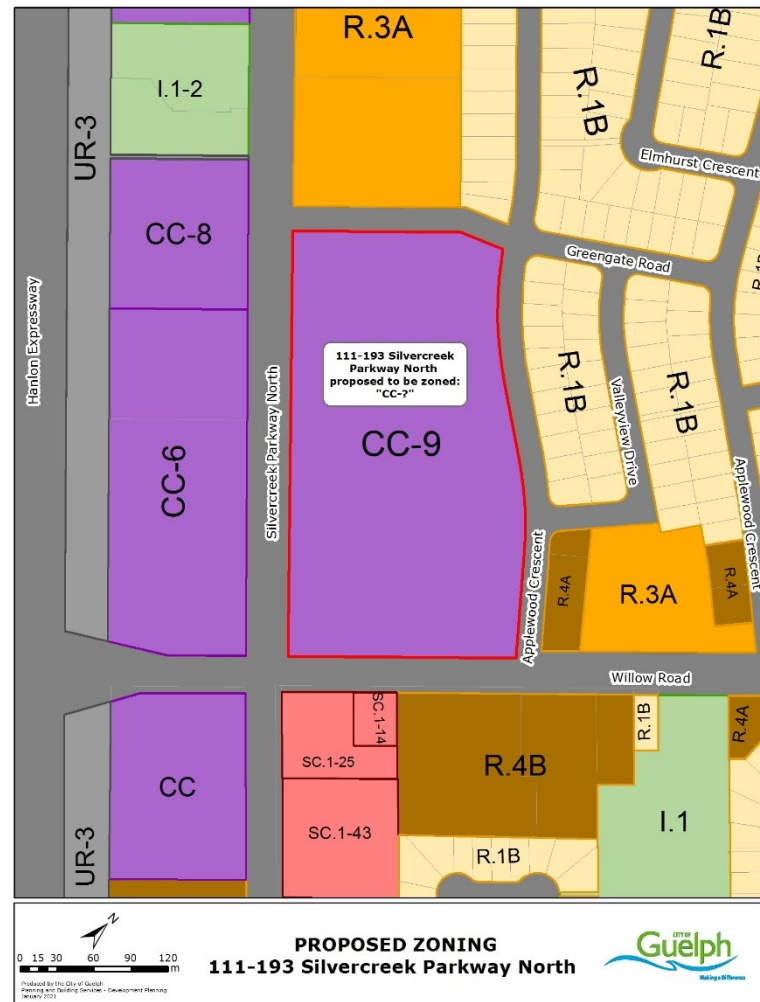 R.3A
R.1B
R.1B
I.1-2
UR-3
Elmhurst Crescent
CC-8
Greengate Road
R.1B
Hanlon Expressway
111-193 Silvercreek
Parkway North
proposed to be zoned:
"CC-?"
Silvercreek Parkway North
R.1B
R.1B
Valleyview Drive
CC-9
CC-6
Applewood Crescent
Applewood Crescent
R.4A
R.3A
R.4A
Willow Road
SC.1-14
R.1B
R.4A
SC.1-25
CC
R.4B
I.1
SC.1-43
UR-3
R.1B
N
0 15 30 60 90 120
m
Produced by the City of Guelph
Planning and Building Services - Development Planning
January 2021
PROPOSED ZONING
111-193 Silvercreek Parkway North
CITY OF
Guelph
Making a Difference